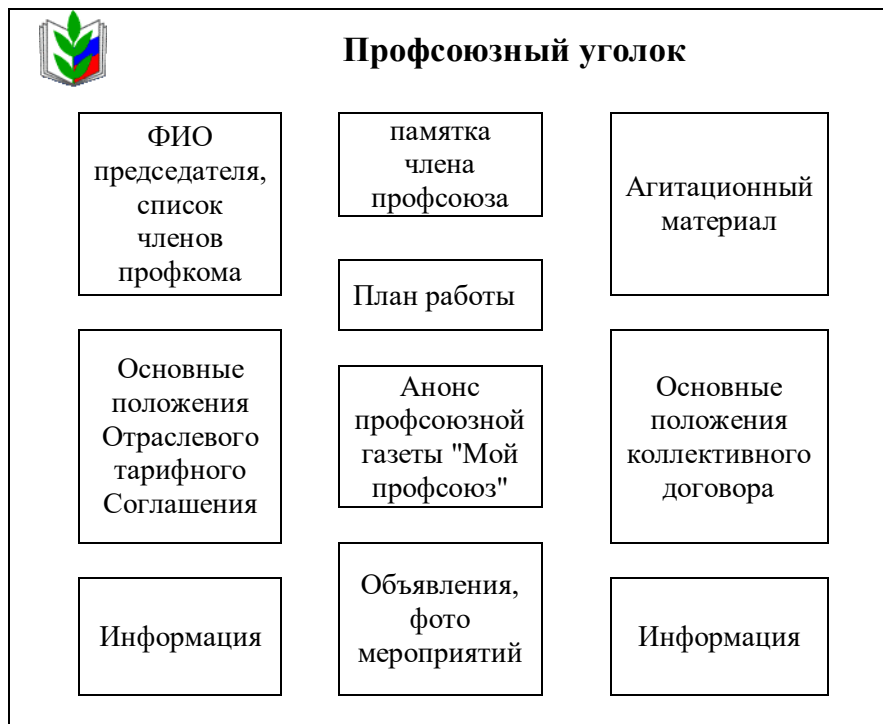 Профсоюзный уголок
ФИО
председателя,
список
членов
профкома
памятка
члена
профсоюза
Агитационный
материал
План работы
Основные
положения
Отраслевого
тарифного
Соглашения
Анонс
профсоюзной
газеты "Мой
профсоюз"
Основные
положения
коллективного
договора
Информация
Объявления,
фото
мероприятий
Информация